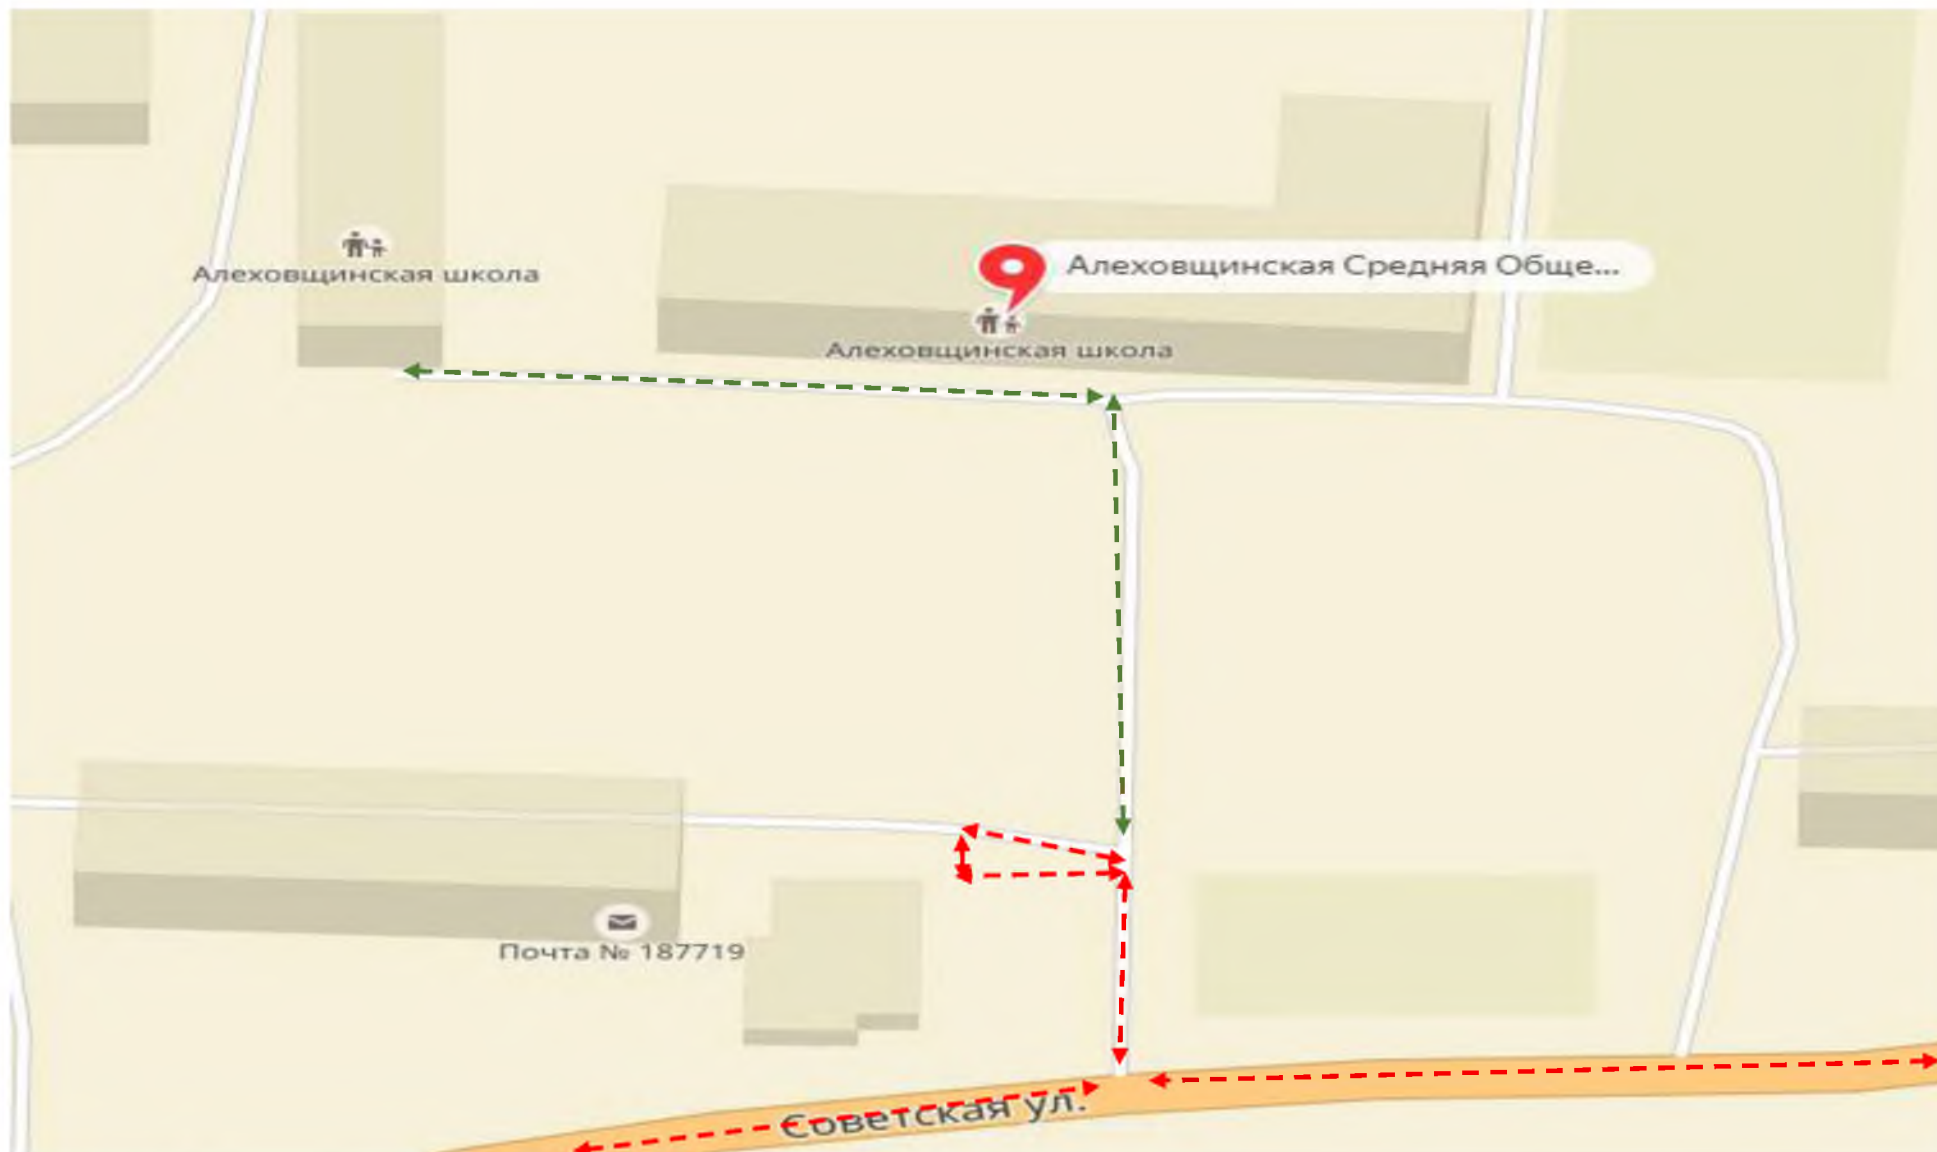 Алеховщинская Средняя Обще...
Алеховщинская школа
Алеховщинская школа
Почта № 187719
Советская ул.